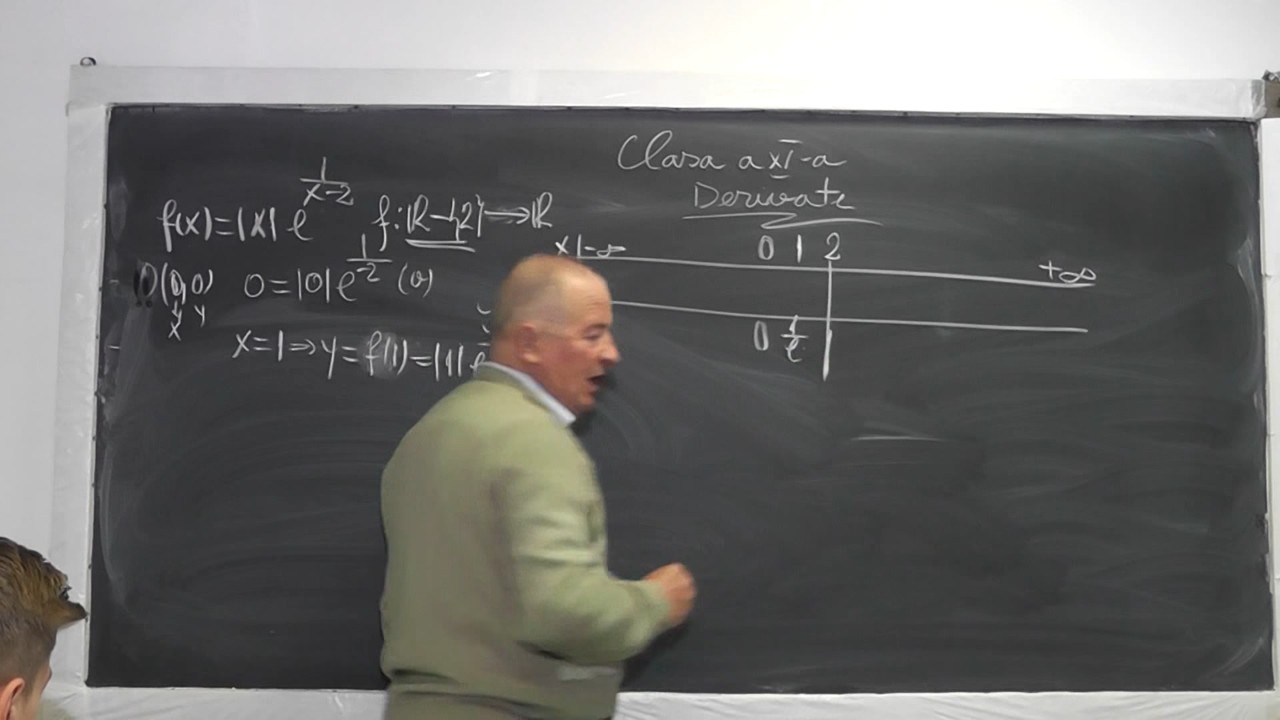 Clasa a XI-a
Derivate
f(x)=|x| e^{1/(x-2)} f: ℝ-{2}→ℝ
O(0,0) 0=|0|e^{1/-2} (0)
x y
x=1⇒y=f(1)=|1| e
x -∞ 0 1 2 +∞
0 1/e